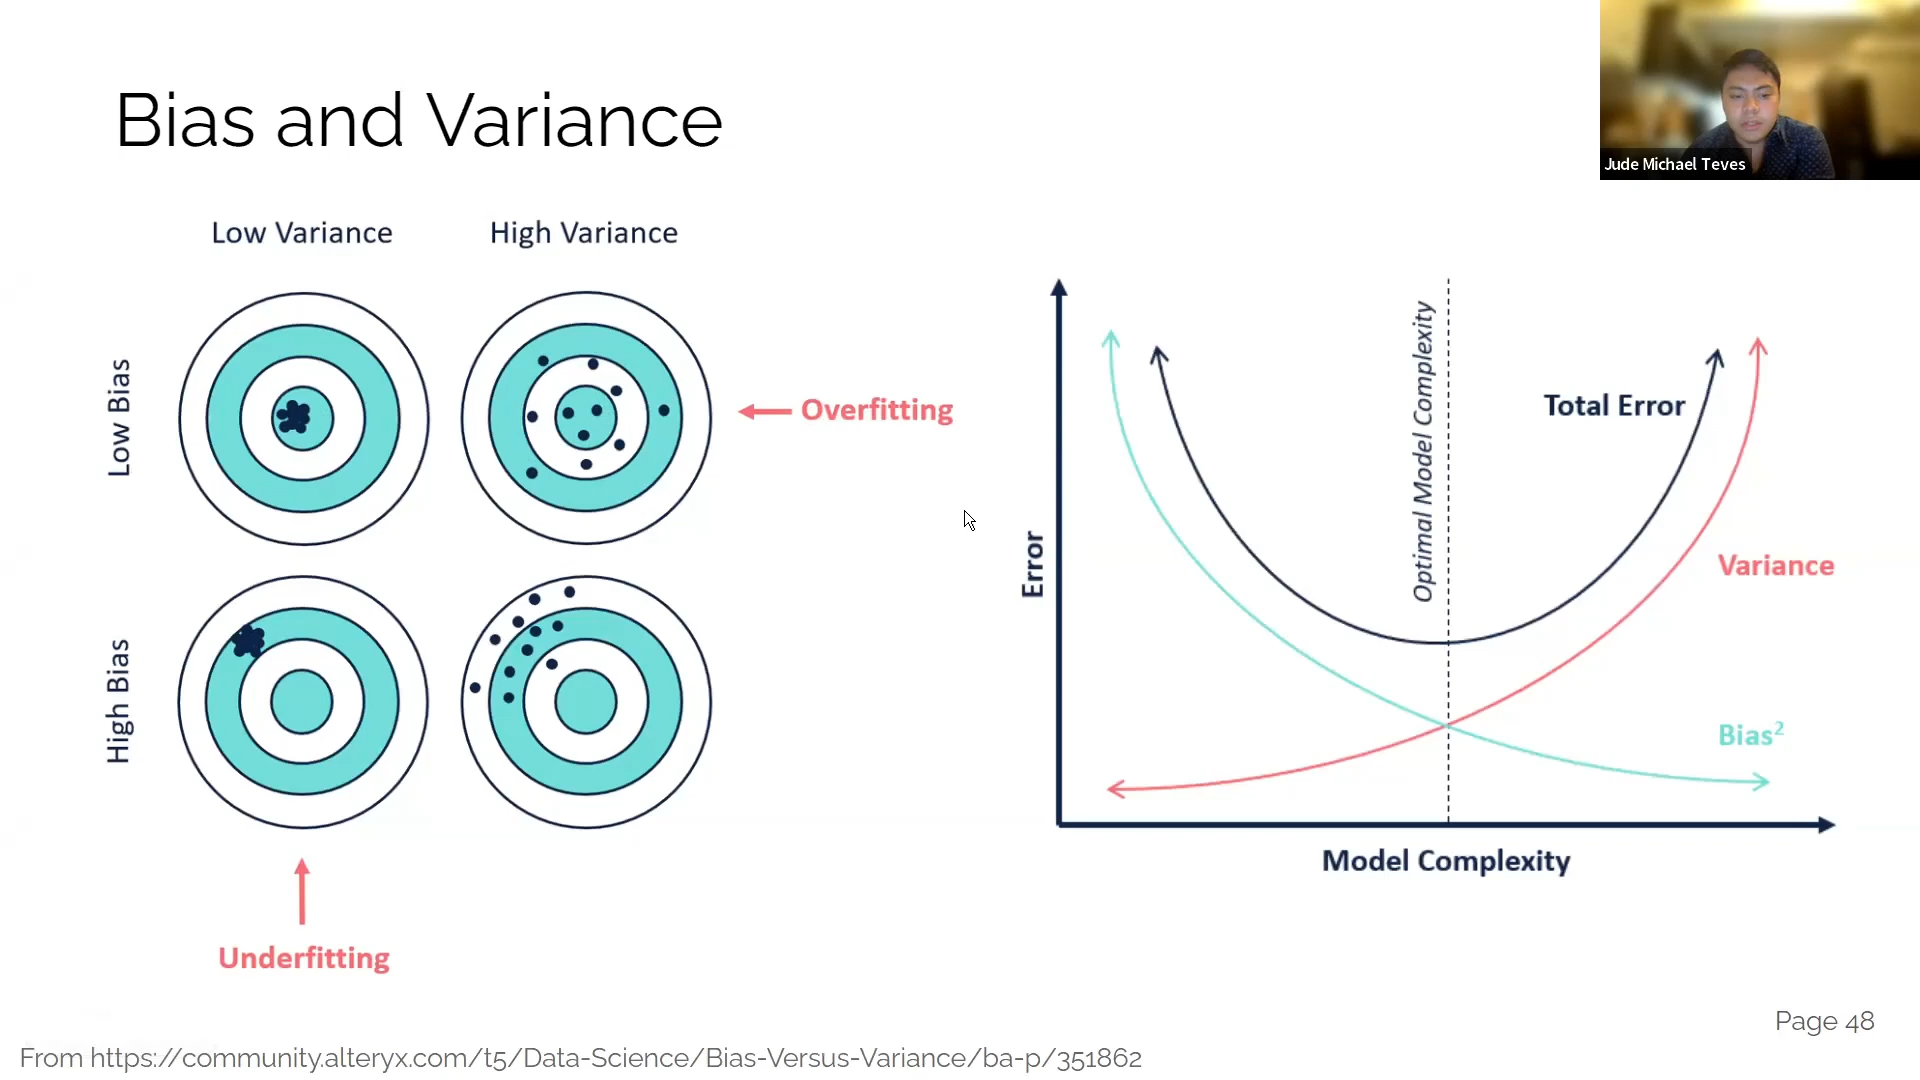 Bias and Variance
Jude Michael Teves
Low Variance
High Variance
Low Bias
High Bias
Overfitting
Underfitting
Error
Optimal Model Complexity
Total Error
Variance
Bias²
Model Complexity
Page 48
From https://community.alteryx.com/t5/Data-Science/Bias-Versus-Variance/ba-p/351862